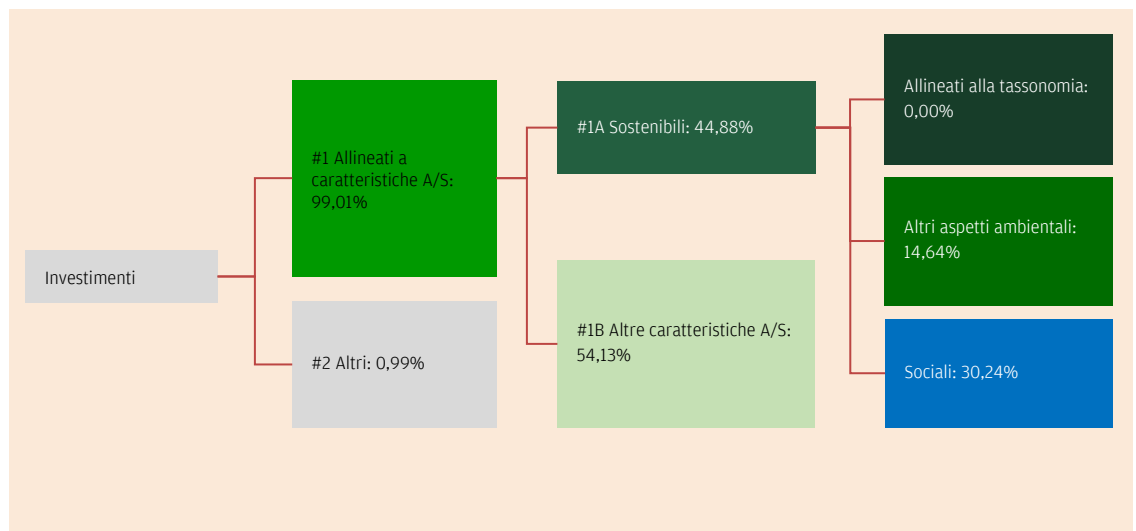 Investimenti
#1 Allineati a
caratteristiche A/S:
99,01%
#2 Altri: 0,99%
#1A Sostenibili: 44,88%
#1B Altre caratteristiche A/S:
54,13%
Allineati alla tassonomia:
0,00%
Altri aspetti ambientali:
14,64%
Sociali: 30,24%